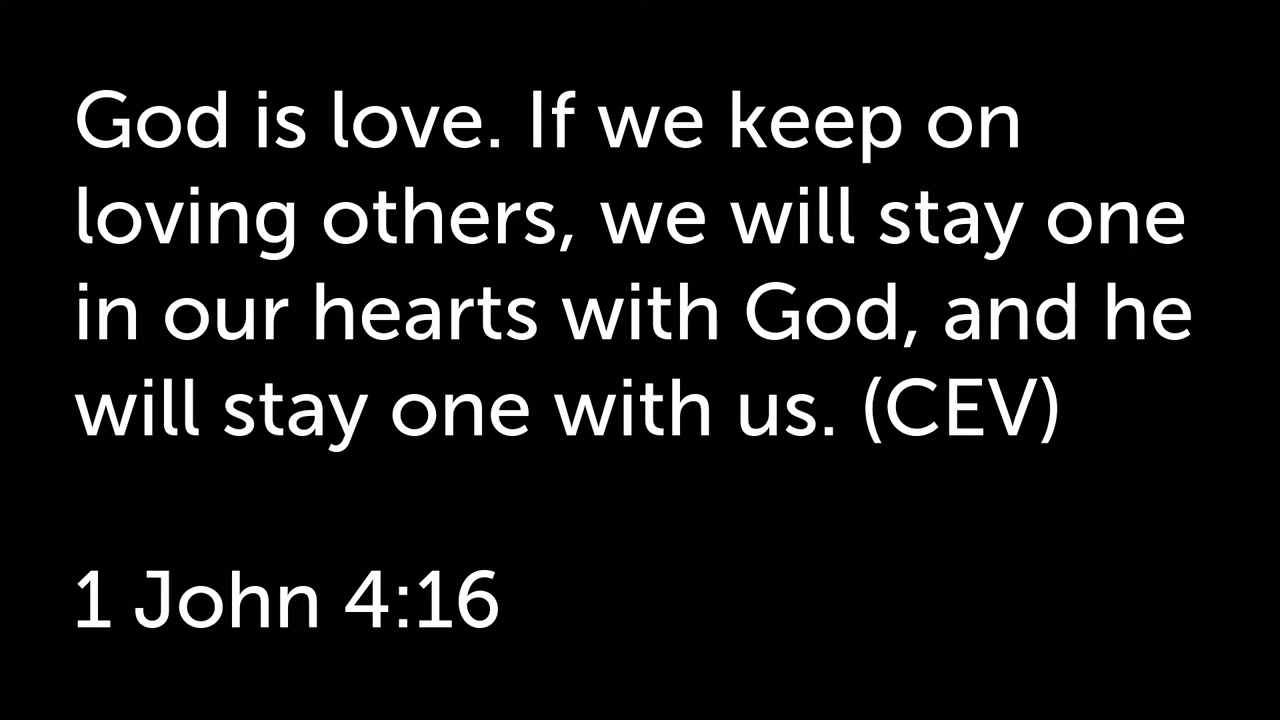 God is love. If we keep on
loving others, we will stay one
in our hearts with God, and he
will stay one with us. (CEV)
1 John 4:16